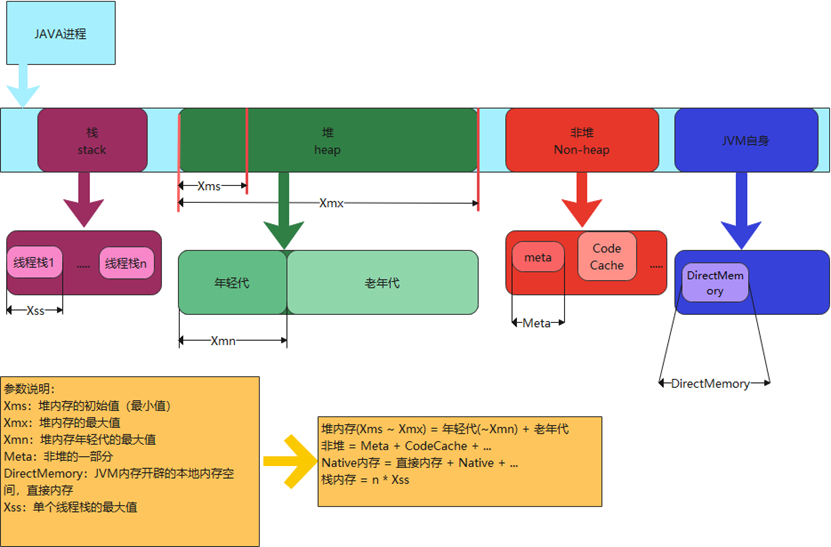 JAVA进程
栈
stack
堆
heap
非堆
Non-heap
JVM自身
Xms
Xmx
线程栈1
.....
线程栈n
Xss
年轻代
老年代
Xmn
meta
Code
Cache
.....
Meta
DirectMem
ory
DirectMemory
参数说明：
Xms：堆内存的初始值（最小值）
Xmx：堆内存的最大值
Xmn：堆内存年轻代的最大值
Meta：非堆的一部分
DirectMemory：JVM内存开辟的本地内存空
间，直接内存
Xss：单个线程栈的最大值
堆内存(Xms ~ Xmx) = 年轻代(~Xmn) + 老年代
非堆 = Meta + CodeCache + ...
Native内存 = 直接内存 + Native + ...
栈内存 = n * Xss